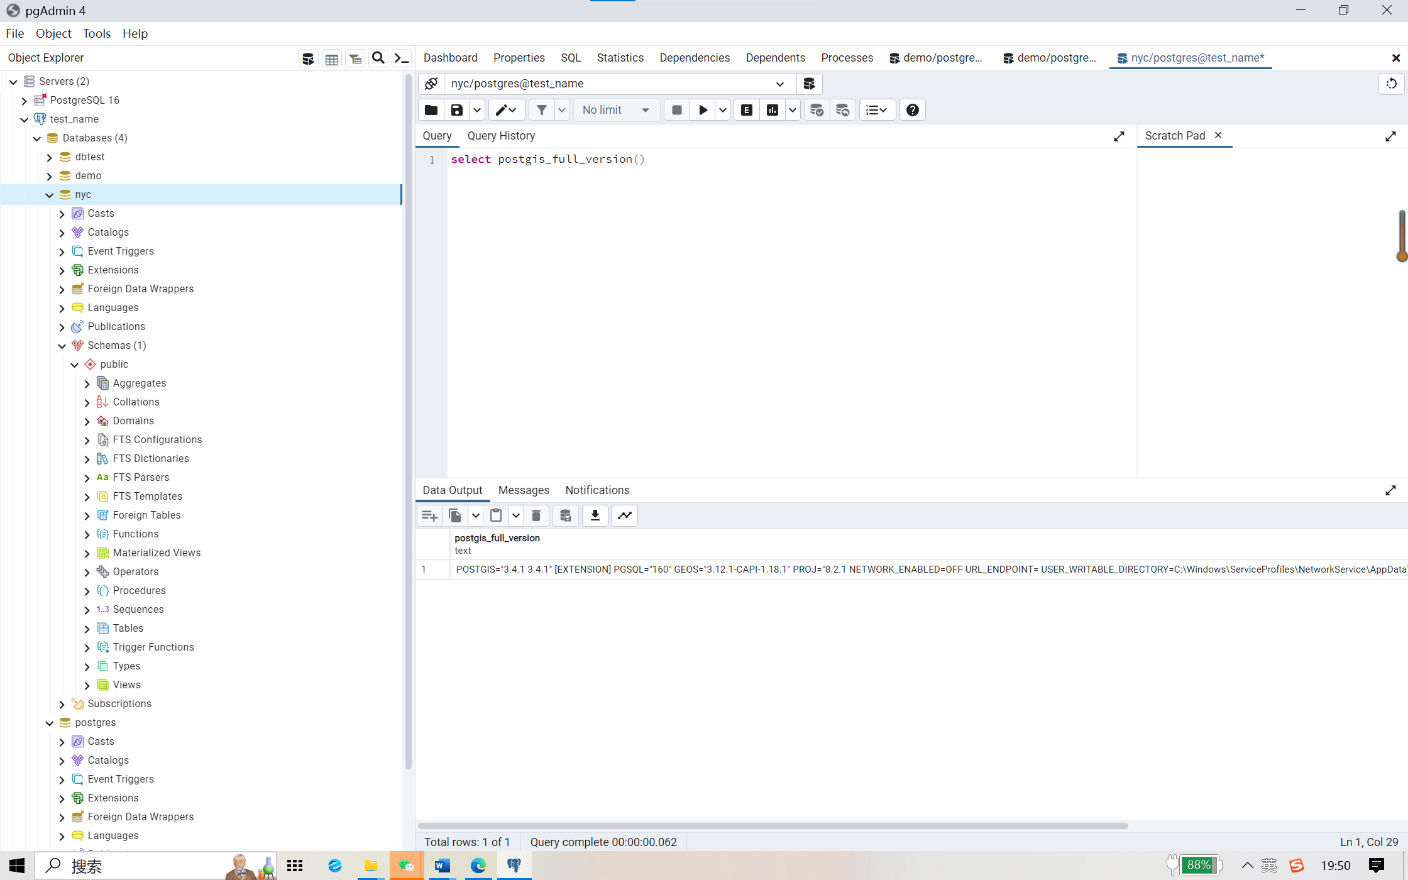 pgAdmin 4
File Object Tools Help
Object Explorer
Dashboard Properties SQL Statistics Dependencies Dependents Processes demo/postgre... demo/postgre... nyc/postgres@test_name*
Servers (2)
PostgreSQL 16
test_name
Databases (4)
dbtest
demo
nyc
Casts
Catalogs
Event Triggers
Extensions
Foreign Data Wrappers
Languages
Publications
Schemas (1)
public
Aggregates
Collations
Domains
FTS Configurations
FTS Dictionaries
Aa FTS Parsers
FTS Templates
Foreign Tables
Functions
Materialized Views
Operators
Procedures
1..3 Sequences
Tables
Trigger Functions
Types
Views
Subscriptions
postgres
Casts
Catalogs
Event Triggers
Extensions
Foreign Data Wrappers
Languages
nyc/postgres@test_name
No limit
E
Query Query History
Scratch Pad
1 select postgis_full_version()
Data Output Messages Notifications
postgis_full_version
text
1 POSTGIS="3.4.1 3.4.1" [EXTENSION] PGSQL="160" GEOS="3.12.1-CAPI-1.18.1" PROJ="8.2.1 NETWORK_ENABLED=OFF URL_ENDPOINT= USER_WRITABLE_DIRECTORY=C:\Windows\ServiceProfiles\NetworkService\AppData
Total rows: 1 of 1 Query complete 00:00:00.062 Ln 1, Col 29
搜索
88%
英
19:50